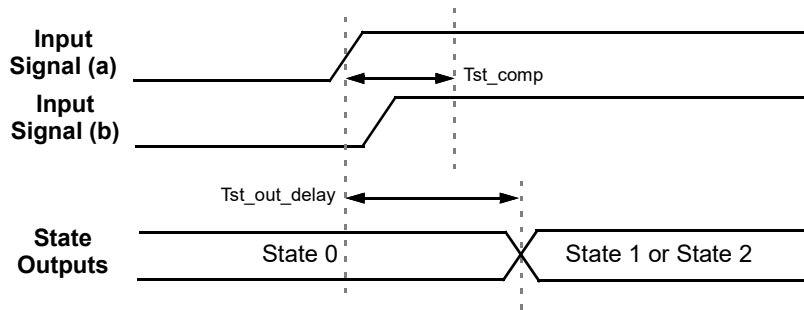 Input
Signal (a)
Tst_comp
Input
Signal (b)
Tst_out_delay
State
Outputs
State 0
State 1 or State 2